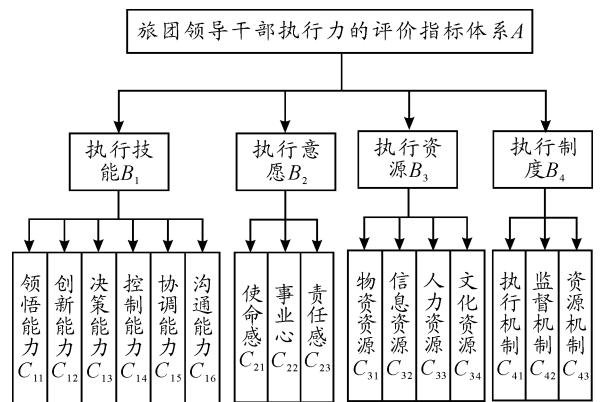 旅团领导干部执行力的评价指标体系A
执行技
能B₁
执行意
愿B₂
执行资
源B₃
执行制
度B₄
领悟能力C₁₁
创新能力C₁₂
决策能力C₁₃
控制能力C₁₄
协调能力C₁₅
沟通能力C₁₆
使命感C₂₁
事业心C₂₂
责任感C₂₃
物资资源C₃₁
信息资源C₃₂
人力资源C₃₃
文化资源C₃₄
执行机制C₄₁
监督机制C₄₂
资源机制C₄₃